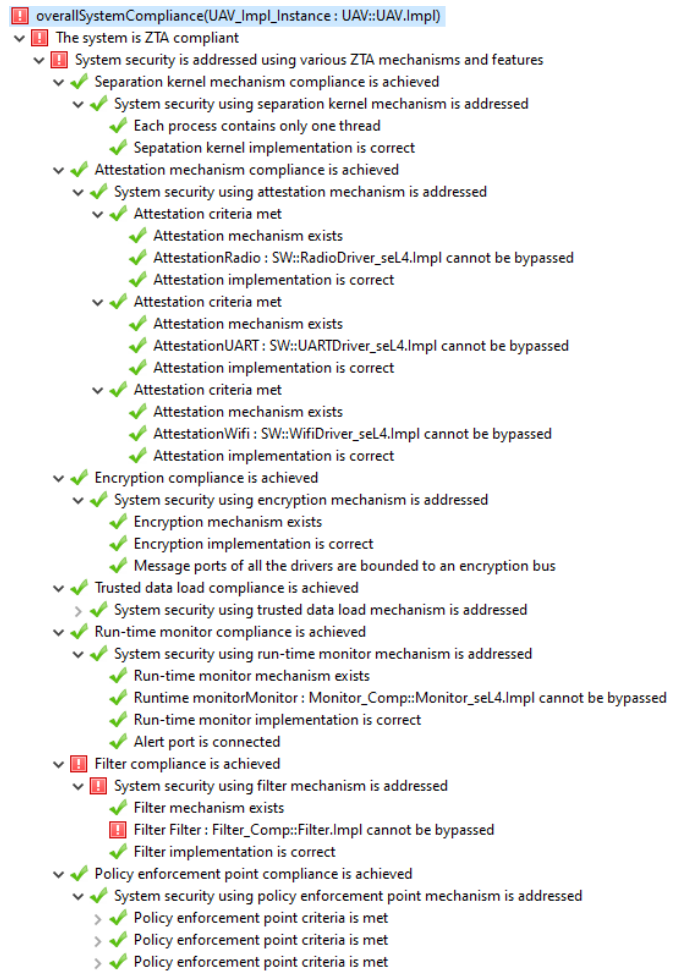 overallSystemCompliance(UAV_Impl_Instance : UAV::UAV.Impl)
The system is ZTA compliant
System security is addressed using various ZTA mechanisms and features
Separation kernel mechanism compliance is achieved
System security using separation kernel mechanism is addressed
Each process contains only one thread
Sepatation kernel implementation is correct
Attestation mechanism compliance is achieved
System security using attestation mechanism is addressed
Attestation criteria met
Attestation mechanism exists
AttestationRadio : SW::RadioDriver_seL4.Impl cannot be bypassed
Attestation implementation is correct
Attestation criteria met
Attestation mechanism exists
AttestationUART : SW::UARTDriver_seL4.Impl cannot be bypassed
Attestation implementation is correct
Attestation criteria met
Attestation mechanism exists
AttestationWifi : SW::WifiDriver_seL4.Impl cannot be bypassed
Attestation implementation is correct
Encryption compliance is achieved
System security using encryption mechanism is addressed
Encryption mechanism exists
Encryption implementation is correct
Message ports of all the drivers are bounded to an encryption bus
Trusted data load compliance is achieved
System security using trusted data load mechanism is addressed
Run-time monitor compliance is achieved
System security using run-time monitor mechanism is addressed
Run-time monitor mechanism exists
Runtime monitorMonitor : Monitor_Comp::Monitor_seL4.Impl cannot be bypassed
Run-time monitor implementation is correct
Alert port is connected
Filter compliance is achieved
System security using filter mechanism is addressed
Filter mechanism exists
Filter Filter : Filter_Comp::Filter.Impl cannot be bypassed
Filter implementation is correct
Policy enforcement point compliance is achieved
System security using policy enforcement point mechanism is addressed
Policy enforcement point criteria is met
Policy enforcement point criteria is met
Policy enforcement point criteria is met